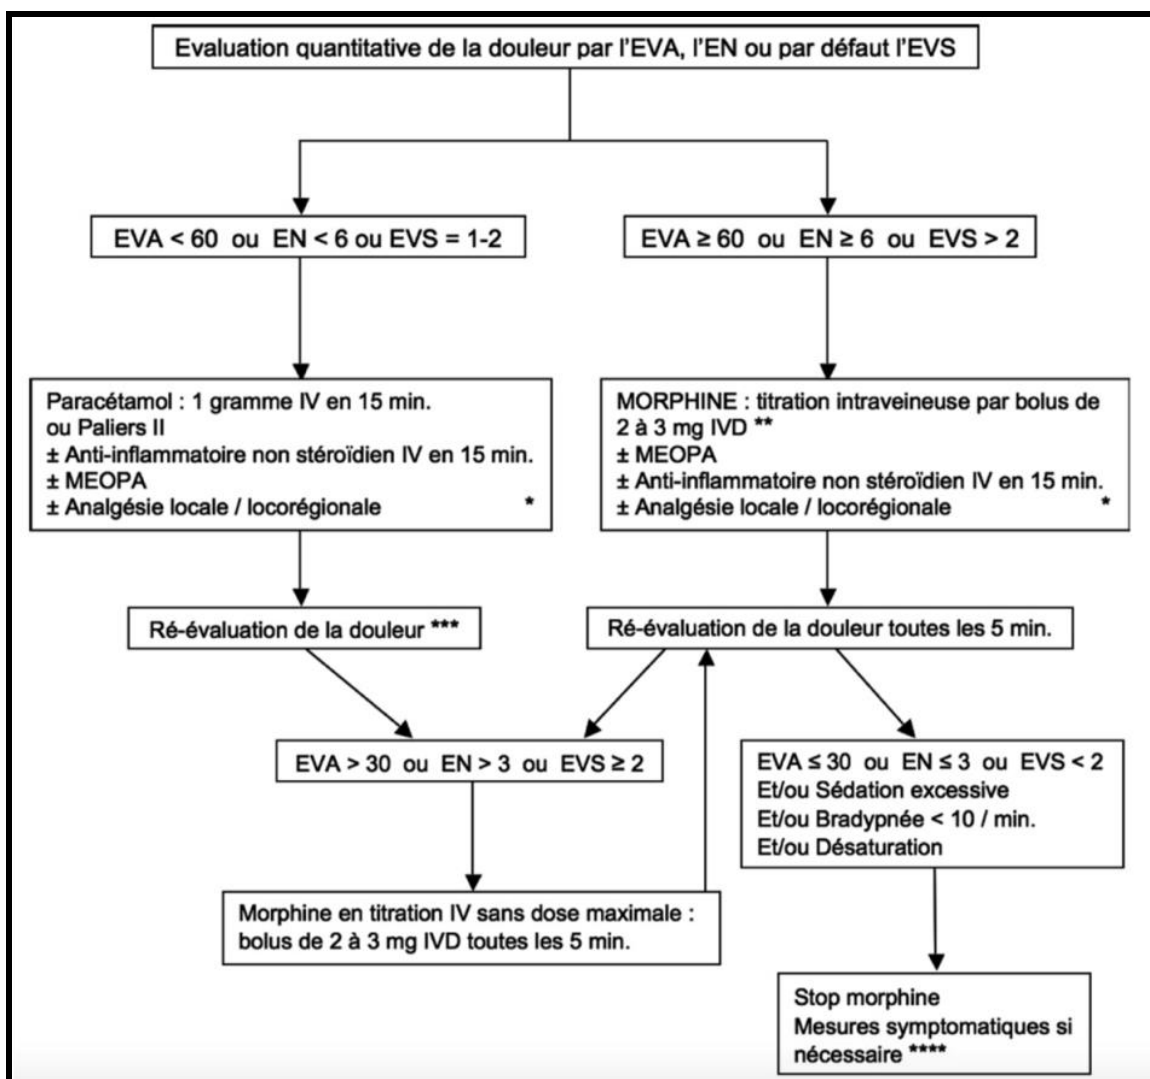 Evaluation quantitative de la douleur par l'EVA, l'EN ou par défaut l'EVS
EVA < 60 ou EN < 6 ou EVS = 1-2
EVA ≥ 60 ou EN ≥ 6 ou EVS > 2
Paracétamol : 1 gramme IV en 15 min.
ou Paliers II
± Anti-inflammatoire non stéroïdien IV en 15 min.
± MEOPA
± Analgésie locale / locorégionale *
MORPHINE : titration intraveineuse par bolus de
2 à 3 mg IVD **
± MEOPA
± Anti-inflammatoire non stéroïdien IV en 15 min.
± Analgésie locale / locorégionale *
Ré-évaluation de la douleur ***
Ré-évaluation de la douleur toutes les 5 min.
EVA > 30 ou EN > 3 ou EVS ≥ 2
EVA ≤ 30 ou EN ≤ 3 ou EVS < 2
Et/ou Sédation excessive
Et/ou Bradypnée < 10 / min.
Et/ou Désaturation
Morphine en titration IV sans dose maximale :
bolus de 2 à 3 mg IVD toutes les 5 min.
Stop morphine
Mesures symptomatiques si
nécessaire ****